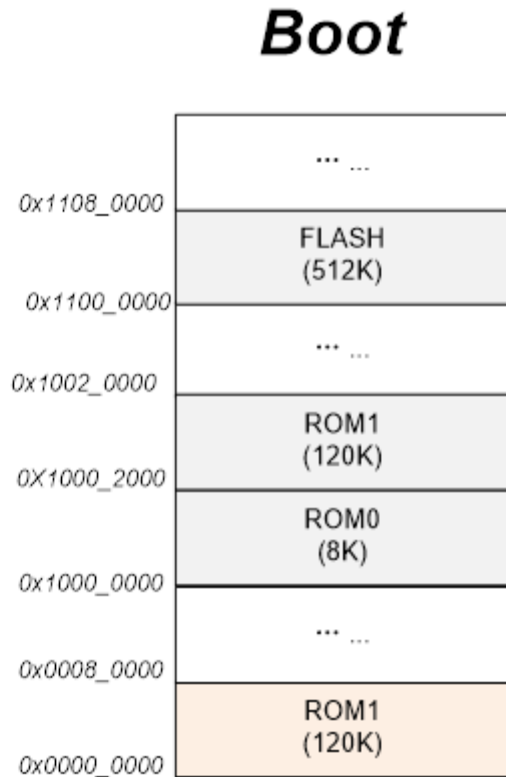 Boot
... ...
0x1108_0000
FLASH
(512K)
0x1100_0000
... ...
0x1002_0000
ROM1
(120K)
0X1000_2000
ROM0
(8K)
0x1000_0000
... ...
0x0008_0000
ROM1
(120K)
0x0000_0000